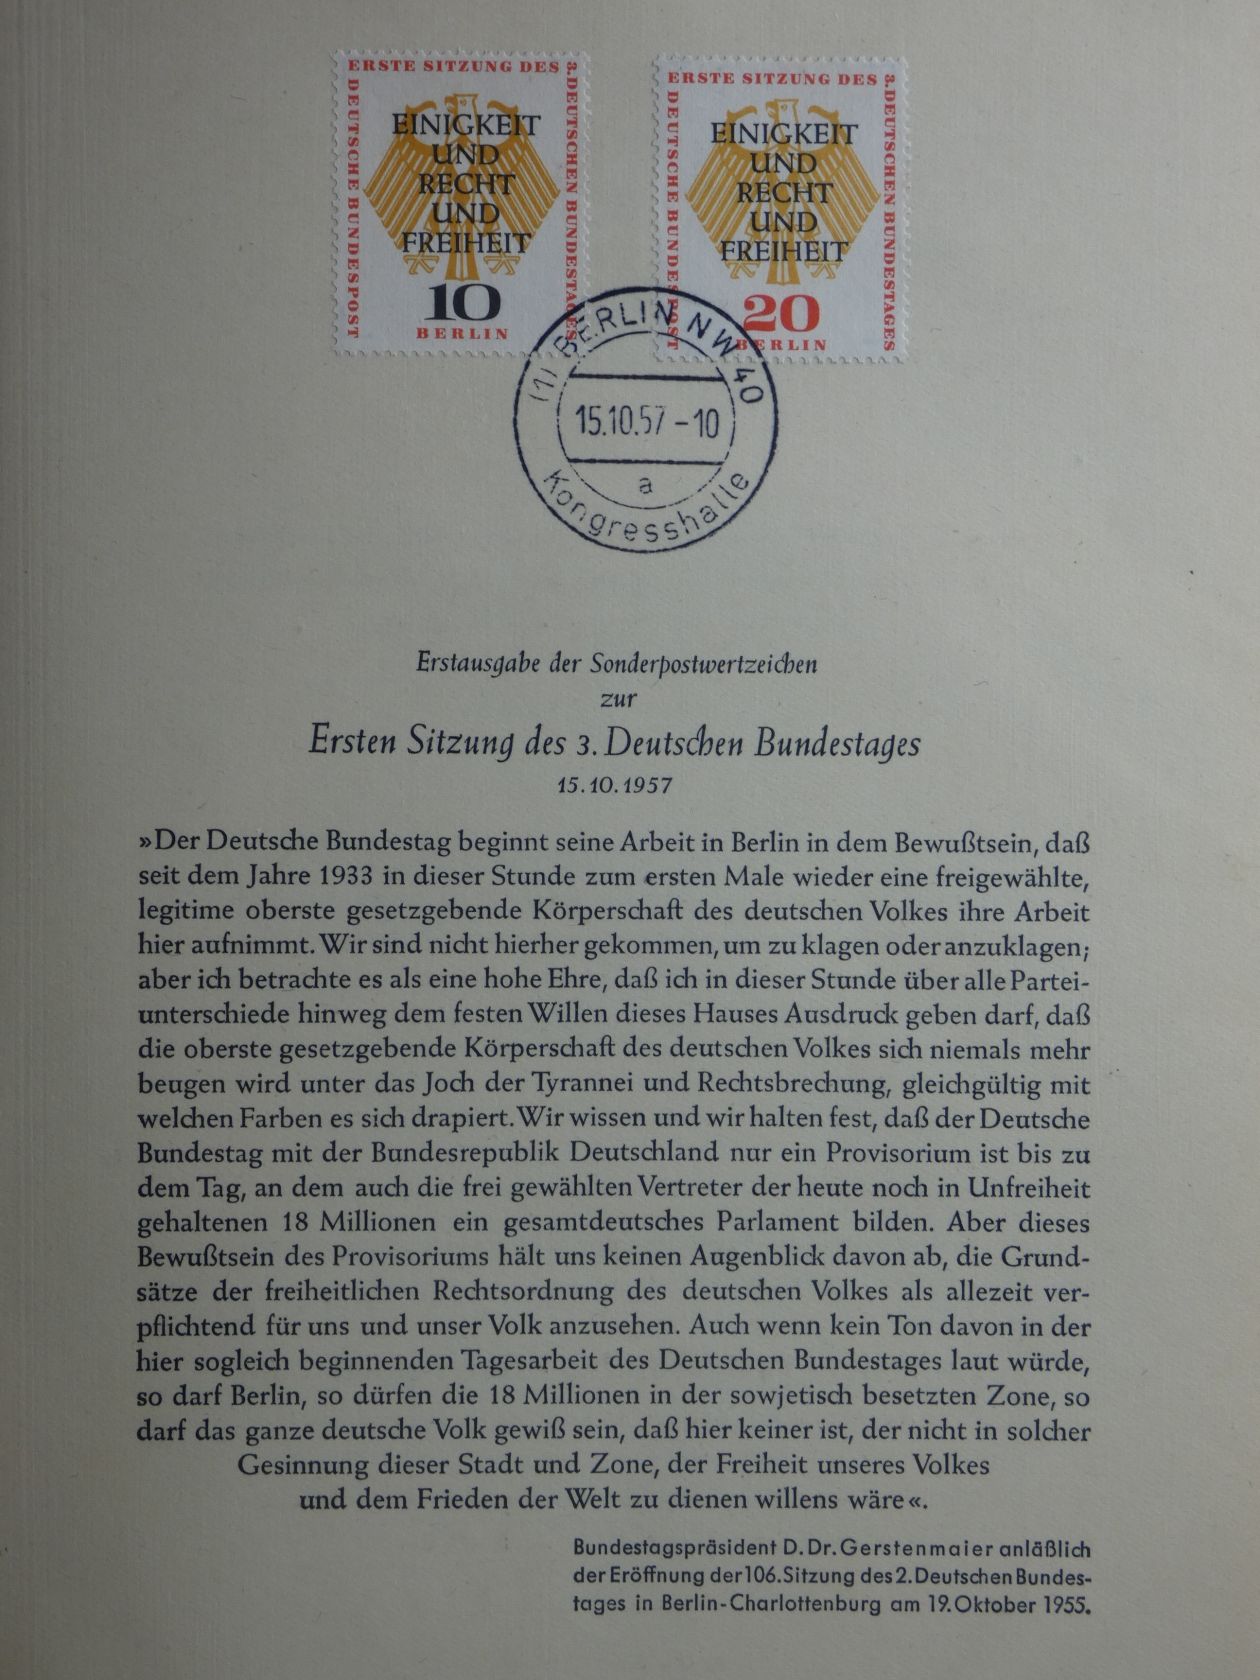 ERSTE SITZUNG DES 3. DEUTSCHEN BUNDESTAGES
DEUTSCHE BUNDESPOST
EINIGKEIT
UND
RECHT
UND
FREIHEIT
10
BERLIN
ERSTE SITZUNG DES 3. DEUTSCHEN BUNDESTAGES
DEUTSCHE BUNDESPOST
EINIGKEIT
UND
RECHT
UND
FREIHEIT
20
BERLIN
(1) BERLIN NW 40
15.10.57 -10
a
Kongresshalle
Erstausgabe der Sonderpostwertzeichen
zur
Ersten Sitzung des 3. Deutschen Bundestages
15.10.1957
»Der Deutsche Bundestag beginnt seine Arbeit in Berlin in dem Bewußtsein, daß
seit dem Jahre 1933 in dieser Stunde zum ersten Male wieder eine freigewählte,
legitime oberste gesetzgebende Körperschaft des deutschen Volkes ihre Arbeit
hier aufnimmt. Wir sind nicht hierher gekommen, um zu klagen oder anzuklagen;
aber ich betrachte es als eine hohe Ehre, daß ich in dieser Stunde über alle Partei-
unterschiede hinweg dem festen Willen dieses Hauses Ausdruck geben darf, daß
die oberste gesetzgebende Körperschaft des deutschen Volkes sich niemals mehr
beugen wird unter das Joch der Tyrannei und Rechtsbrechung, gleichgültig mit
welchen Farben es sich drapiert. Wir wissen und wir halten fest, daß der Deutsche
Bundestag mit der Bundesrepublik Deutschland nur ein Provisorium ist bis zu
dem Tag, an dem auch die frei gewählten Vertreter der heute noch in Unfreiheit
gehaltenen 18 Millionen ein gesamtdeutsches Parlament bilden. Aber dieses
Bewußtsein des Provisoriums hält uns keinen Augenblick davon ab, die Grund-
sätze der freiheitlichen Rechtsordnung des deutschen Volkes als allezeit ver-
pflichtend für uns und unser Volk anzusehen. Auch wenn kein Ton davon in der
hier sogleich beginnenden Tagesarbeit des Deutschen Bundestages laut würde,
so darf Berlin, so dürfen die 18 Millionen in der sowjetisch besetzten Zone, so
darf das ganze deutsche Volk gewiß sein, daß hier keiner ist, der nicht in solcher
Gesinnung dieser Stadt und Zone, der Freiheit unseres Volkes
und dem Frieden der Welt zu dienen willens wäre«.
Bundestagspräsident D. Dr. Gerstenmaier anläßlich
der Eröffnung der 106. Sitzung des 2. Deutschen Bundes-
tages in Berlin-Charlottenburg am 19. Oktober 1955.